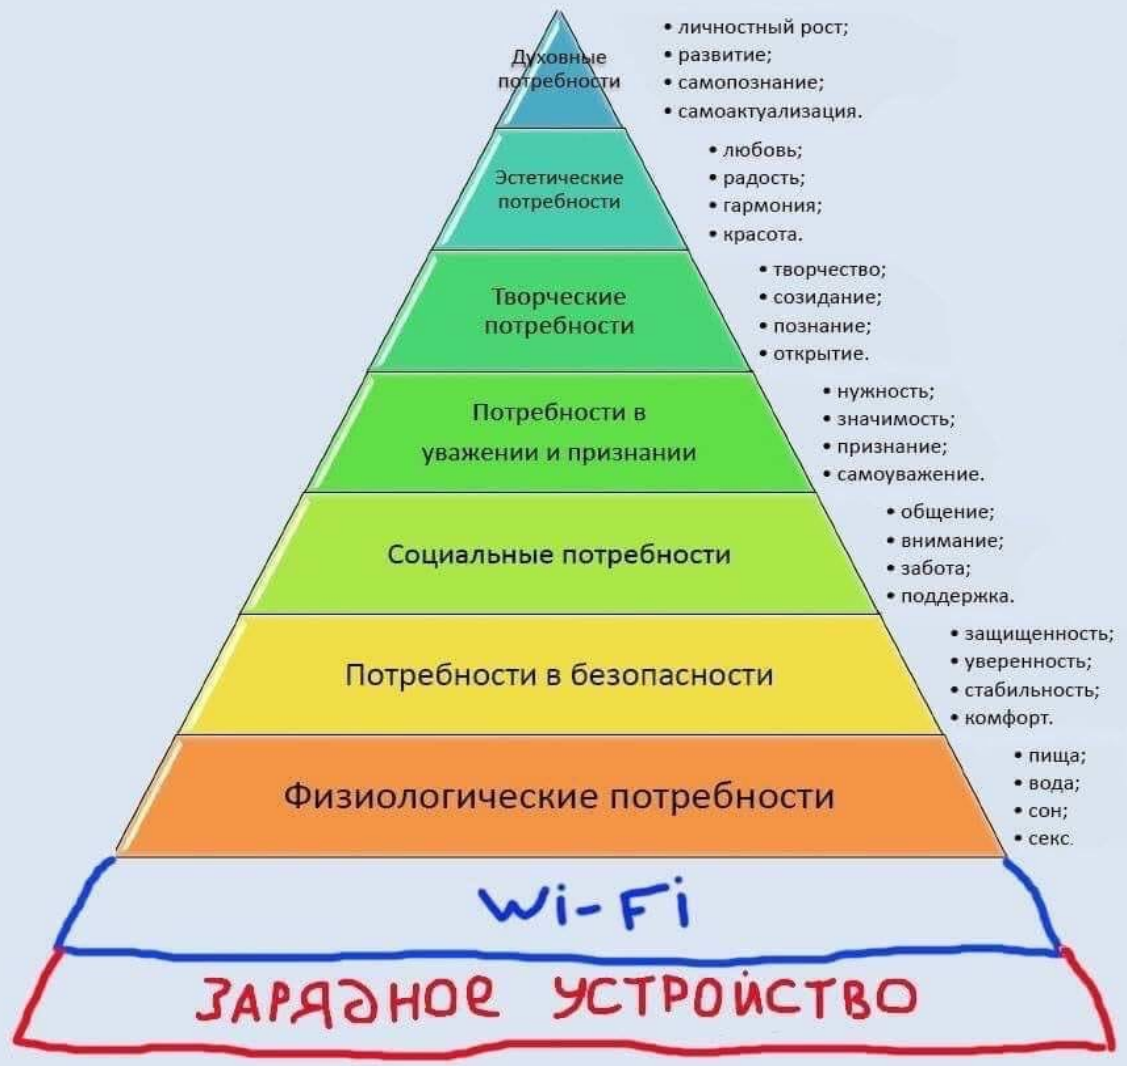 Духовные
потребности
• личностный рост;
• развитие;
• самопознание;
• самоактуализация.
Эстетические
потребности
• любовь;
• радость;
• гармония;
• красота.
Творческие
потребности
• творчество;
• созидание;
• познание;
• открытие.
Потребности в
уважении и признании
• нужность;
• значимость;
• признание;
• самоуважение.
Социальные потребности
• общение;
• внимание;
• забота;
• поддержка.
Потребности в безопасности
• защищенность;
• уверенность;
• стабильность;
• комфорт.
Физиологические потребности
• пища;
• вода;
• сон;
• секс.
Wi-Fi
ЗАРЯДНОЕ УСТРОЙСТВО